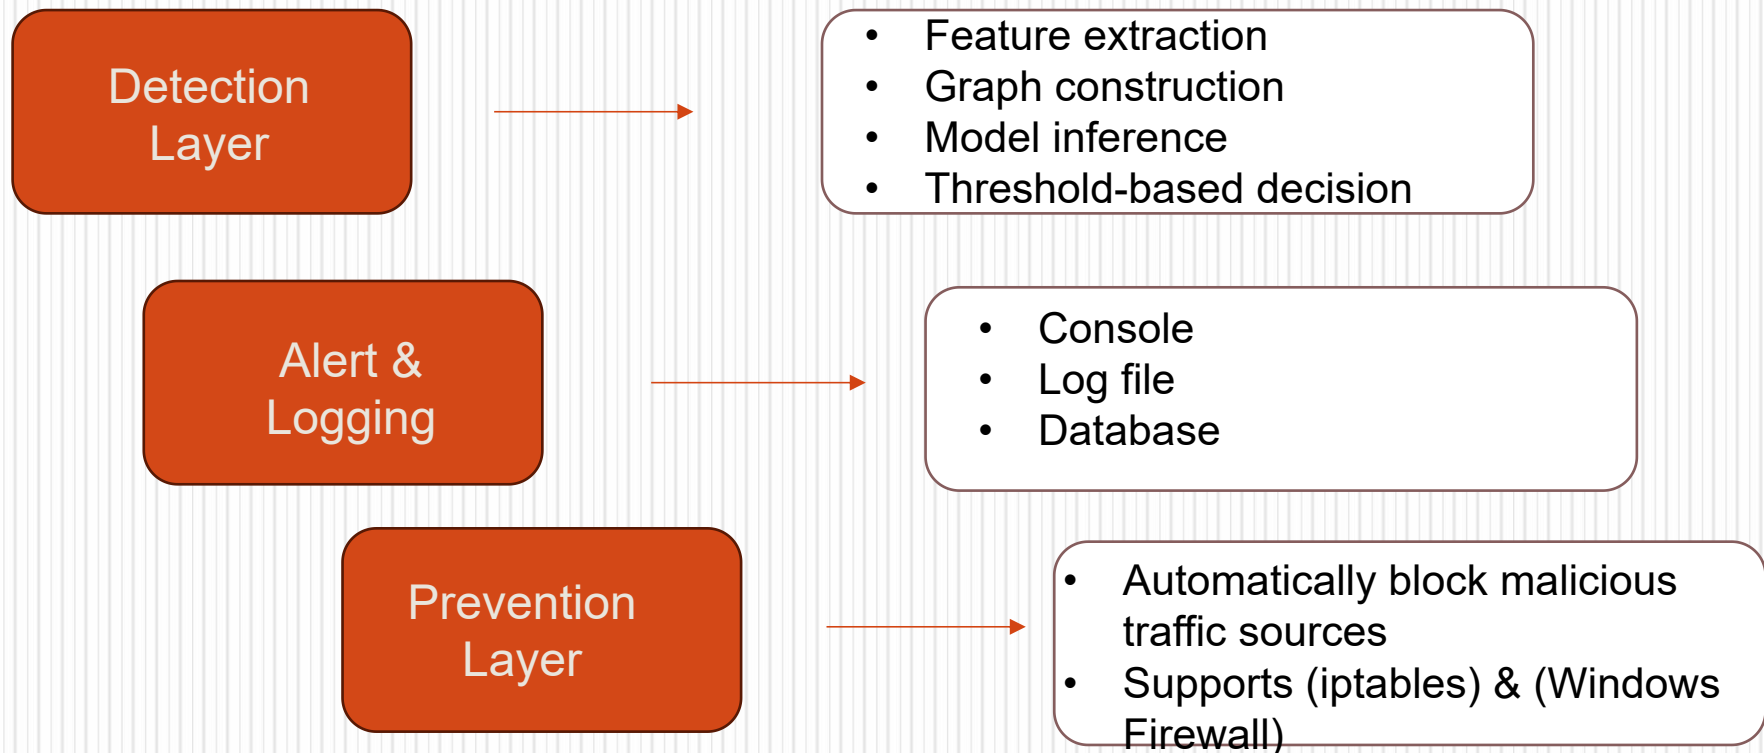 Detection
Layer
• Feature extraction
• Graph construction
• Model inference
• Threshold-based decision
Alert &
Logging
• Console
• Log file
• Database
Prevention
Layer
• Automatically block malicious
traffic sources
• Supports (iptables) & (Windows
Firewall)